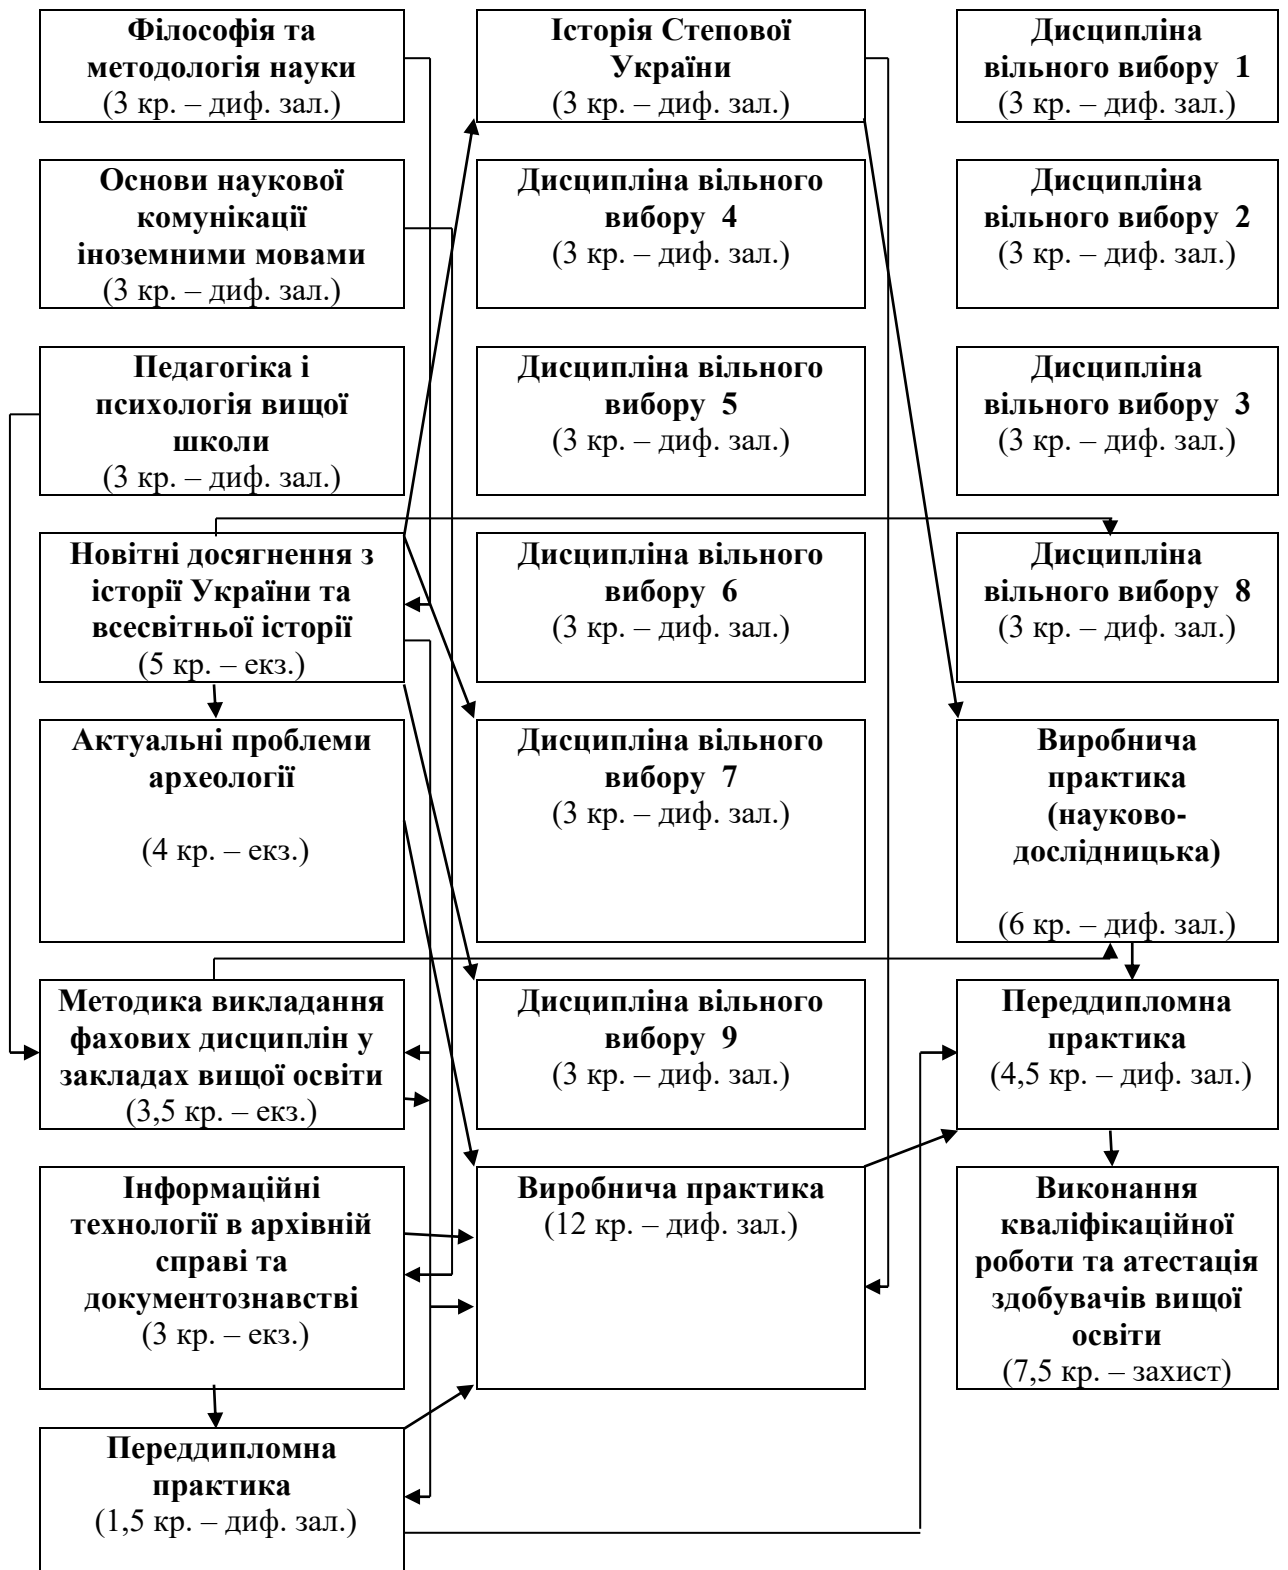 Філософія та
методологія науки
(3 кр. – диф. зал.)
Основи наукової
комунікації
іноземними мовами
(3 кр. – диф. зал.)
Педагогіка і
психологія вищої
школи
(3 кр. – диф. зал.)
Новітні досягнення з
історії України та
всесвітньої історії
(5 кр. – екз.)
Актуальні проблеми
археології
(4 кр. – екз.)
Методика викладання
фахових дисциплін у
закладах вищої освіти
(3,5 кр. – екз.)
Інформаційні
технології в архівній
справі та
документознавстві
(3 кр. – екз.)
Переддипломна
практика
(1,5 кр. – диф. зал.)
Історія Степової
України
(3 кр. – диф. зал.)
Дисципліна вільного
вибору 4
(3 кр. – диф. зал.)
Дисципліна вільного
вибору 5
(3 кр. – диф. зал.)
Дисципліна вільного
вибору 6
(3 кр. – диф. зал.)
Дисципліна вільного
вибору 7
(3 кр. – диф. зал.)
Дисципліна вільного
вибору 9
(3 кр. – диф. зал.)
Виробнича практика
(12 кр. – диф. зал.)
Дисципліна
вільного вибору 1
(3 кр. – диф. зал.)
Дисципліна
вільного вибору 2
(3 кр. – диф. зал.)
Дисципліна
вільного вибору 3
(3 кр. – диф. зал.)
Дисципліна
вільного вибору 8
(3 кр. – диф. зал.)
Виробнича
практика
(науково-
дослідницька)
(6 кр. – диф. зал.)
Переддипломна
практика
(4,5 кр. – диф. зал.)
Виконання
кваліфікаційної
роботи та атестація
здобувачів вищої
освіти
(7,5 кр. – захист)